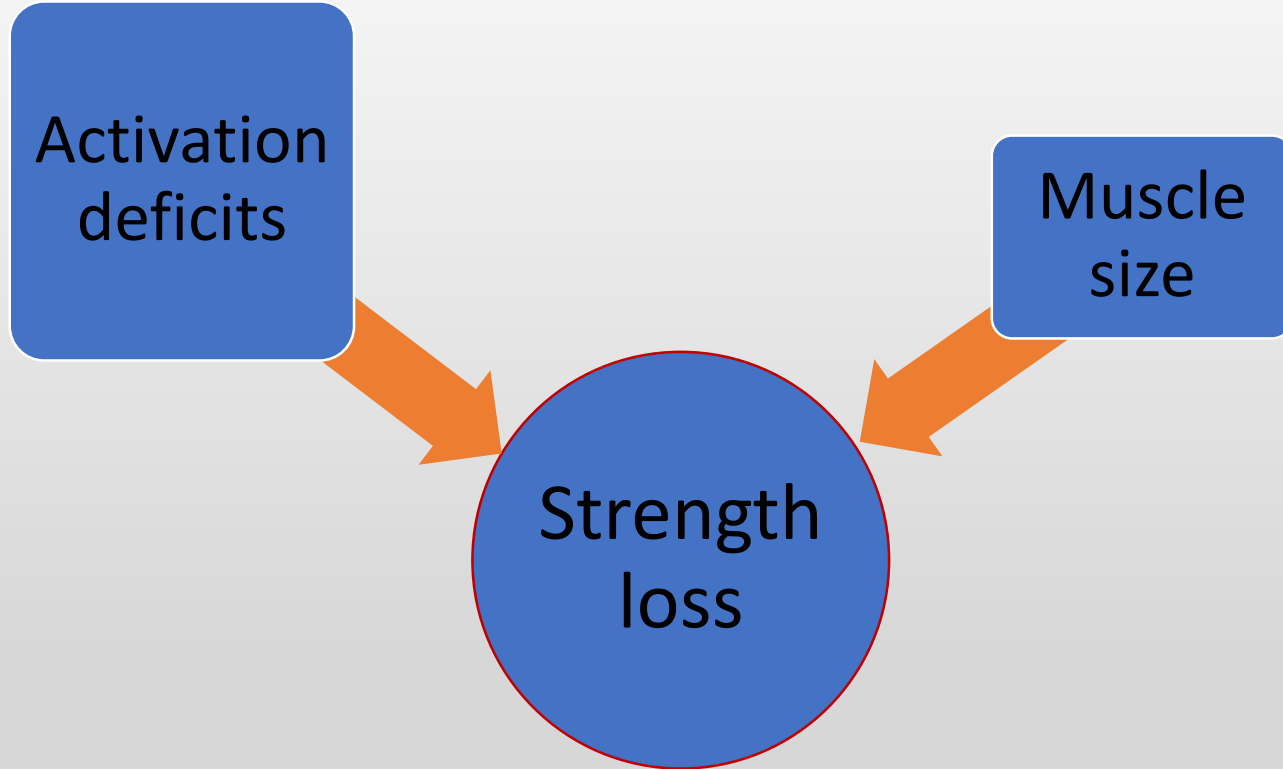 Activation
deficits
Muscle
size
Strength
loss